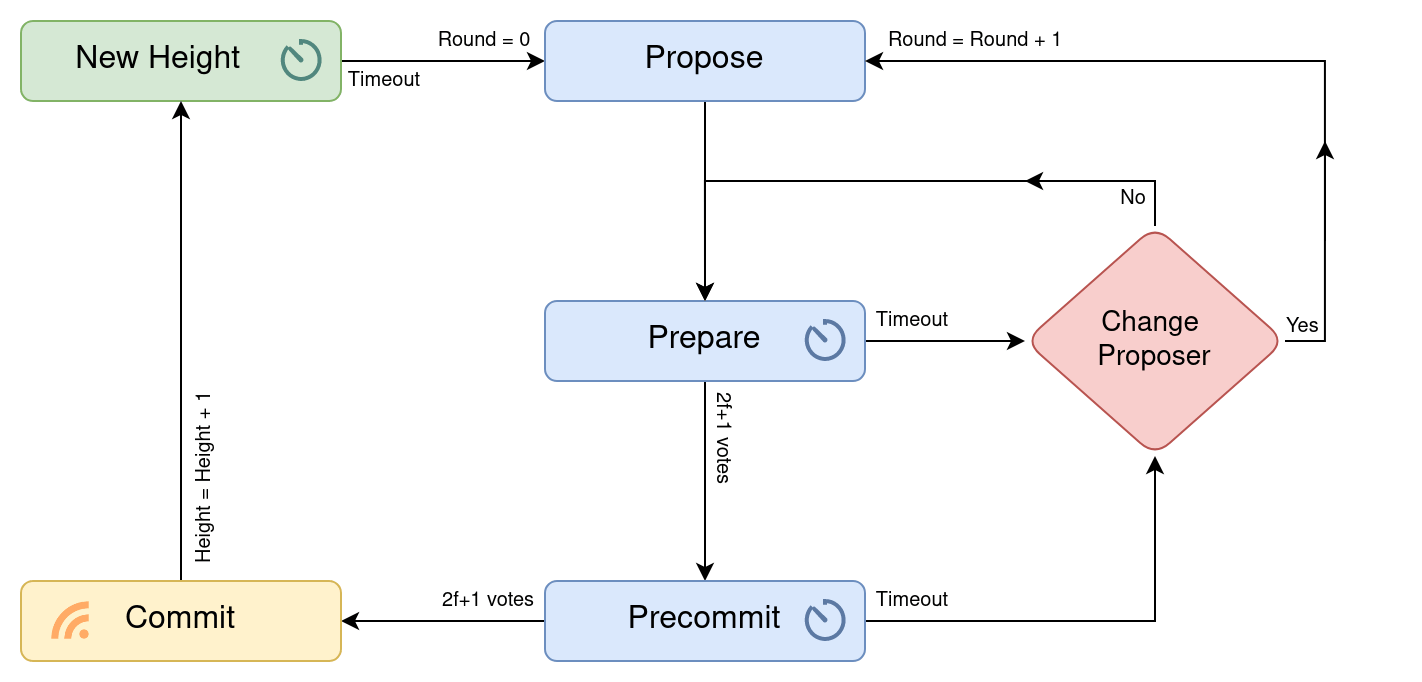 New Height
Round = 0
Timeout
Propose
Round = Round + 1
No
Prepare
Timeout
Change
Proposer
Yes
2f+1 votes
Height = Height + 1
Commit
2f+1 votes
Precommit
Timeout